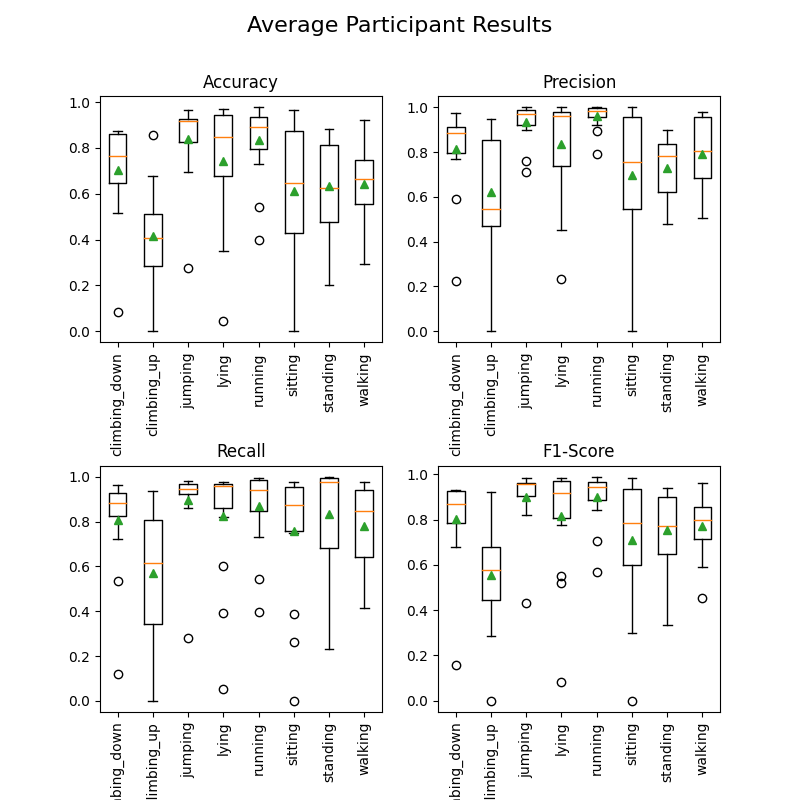 Average Participant Results
Accuracy
Precision
1.0
0.8
0.6
0.4
0.2
0.0
climbing_down
climbing_up
jumping
lying
running
sitting
standing
walking
1.0
0.8
0.6
0.4
0.2
0.0
climbing_down
climbing_up
jumping
lying
running
sitting
standing
walking
Recall
F1-Score
1.0
0.8
0.6
0.4
0.2
0.0
mbing_down
limbing_up
jumping
lying
running
sitting
standing
walking
1.0
0.8
0.6
0.4
0.2
0.0
mbing_down
limbing_up
jumping
lying
running
sitting
standing
walking